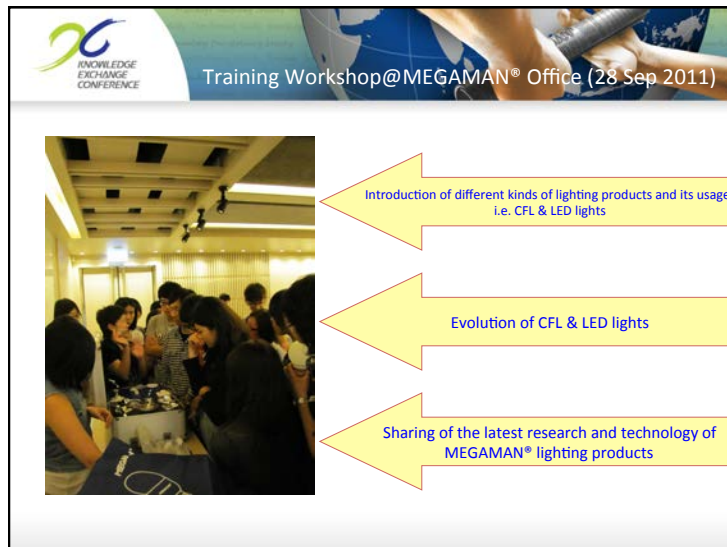 KNOWLEDGE
EXCHANGE
CONFERENCE
Training Workshop@MEGAMAN® Office (28 Sep 2011)
Introduction of different kinds of lighting products and its usage
i.e. CFL & LED lights
Evolution of CFL & LED lights
Sharing of the latest research and technology of
MEGAMAN® lighting products
MEGAMAN®